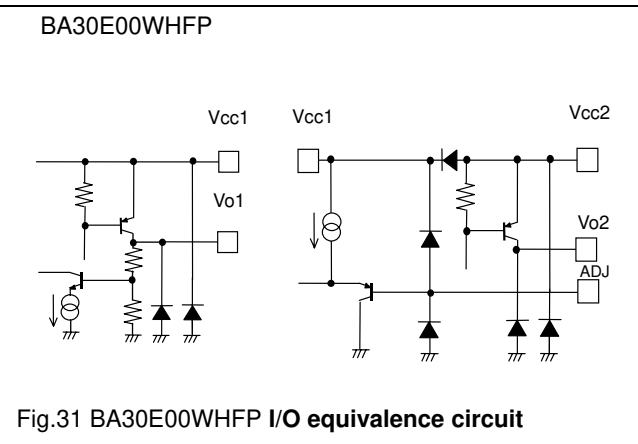 BA30E00WHFP
Vcc1
Vcc1
Vcc2
Vo1
Vo2
ADJ
Fig.31 BA30E00WHFP I/O equivalence circuit